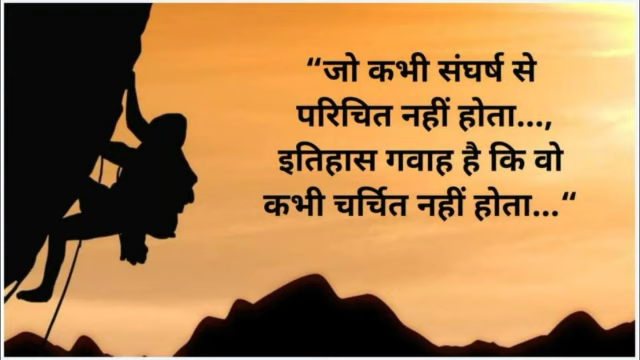 “जो कभी संघर्ष से
परिचित नहीं होता...,
इतिहास गवाह है कि वो
कभी चर्चित नहीं होता...“